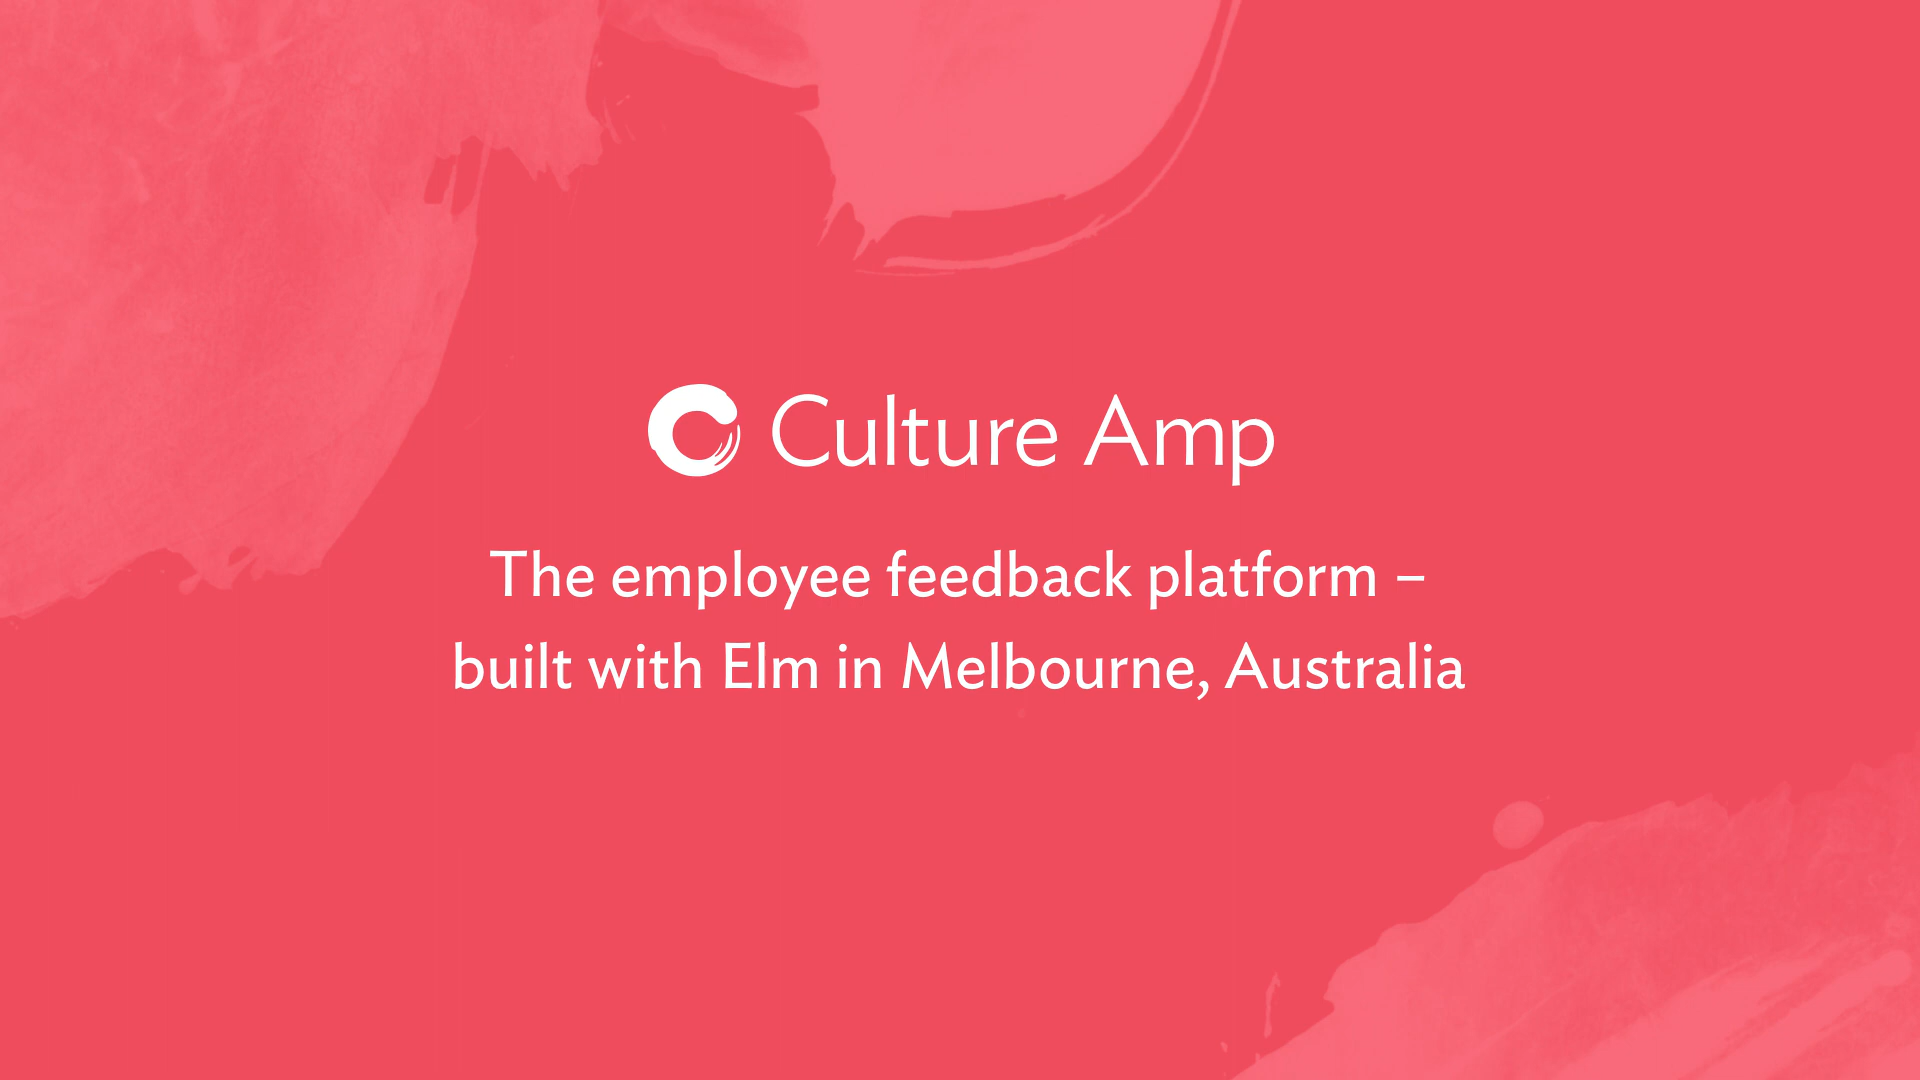 Culture Amp
The employee feedback platform –
built with Elm in Melbourne, Australia